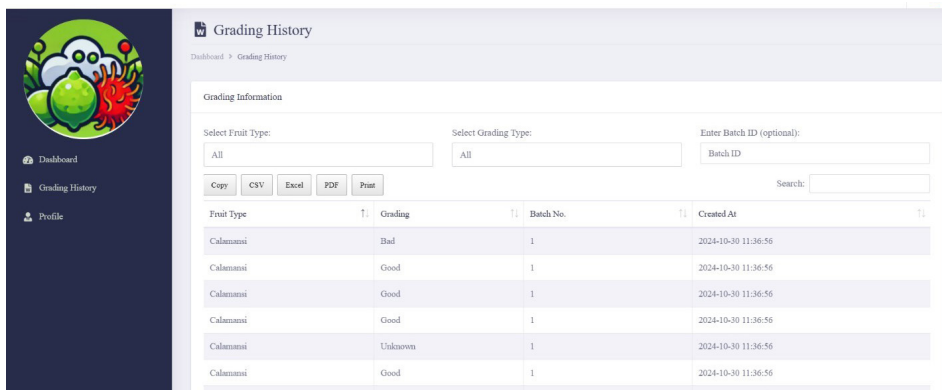 Grading History
Dashboard > Grading History
Grading Information
Select Fruit Type: Select Grading Type: Enter Batch ID (optional):
All All Batch ID
Dashboard
Grading History
Profile
Copy CSV Excel PDF Print Search:
Fruit Type Grading Batch No. Created At
Calamansi Bad 1 2024-10-30 11:36:56
Calamansi Good 1 2024-10-30 11:36:56
Calamansi Good 1 2024-10-30 11:36:56
Calamansi Good 1 2024-10-30 11:36:56
Calamansi Unknown 1 2024-10-30 11:36:56
Calamansi Good 1 2024-10-30 11:36:56